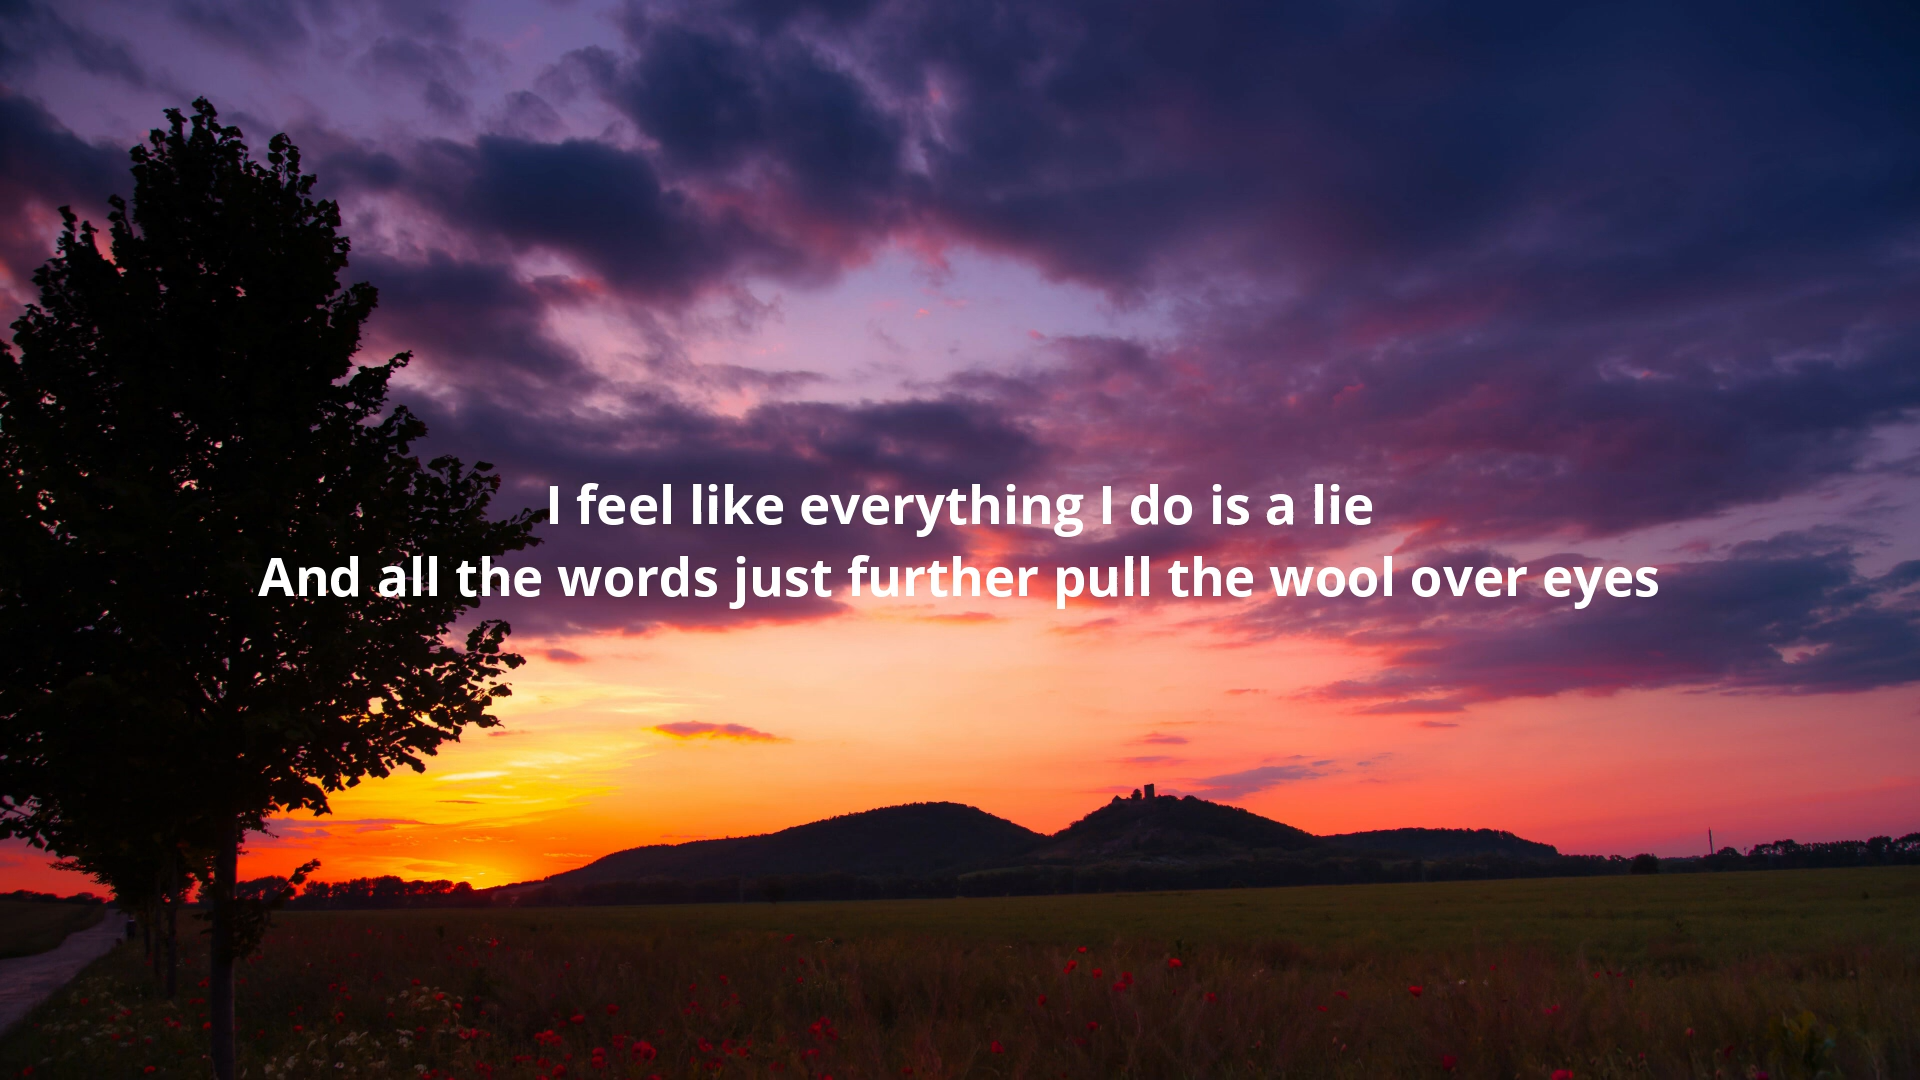 I feel like everything I do is a lie
And all the words just further pull the wool over eyes